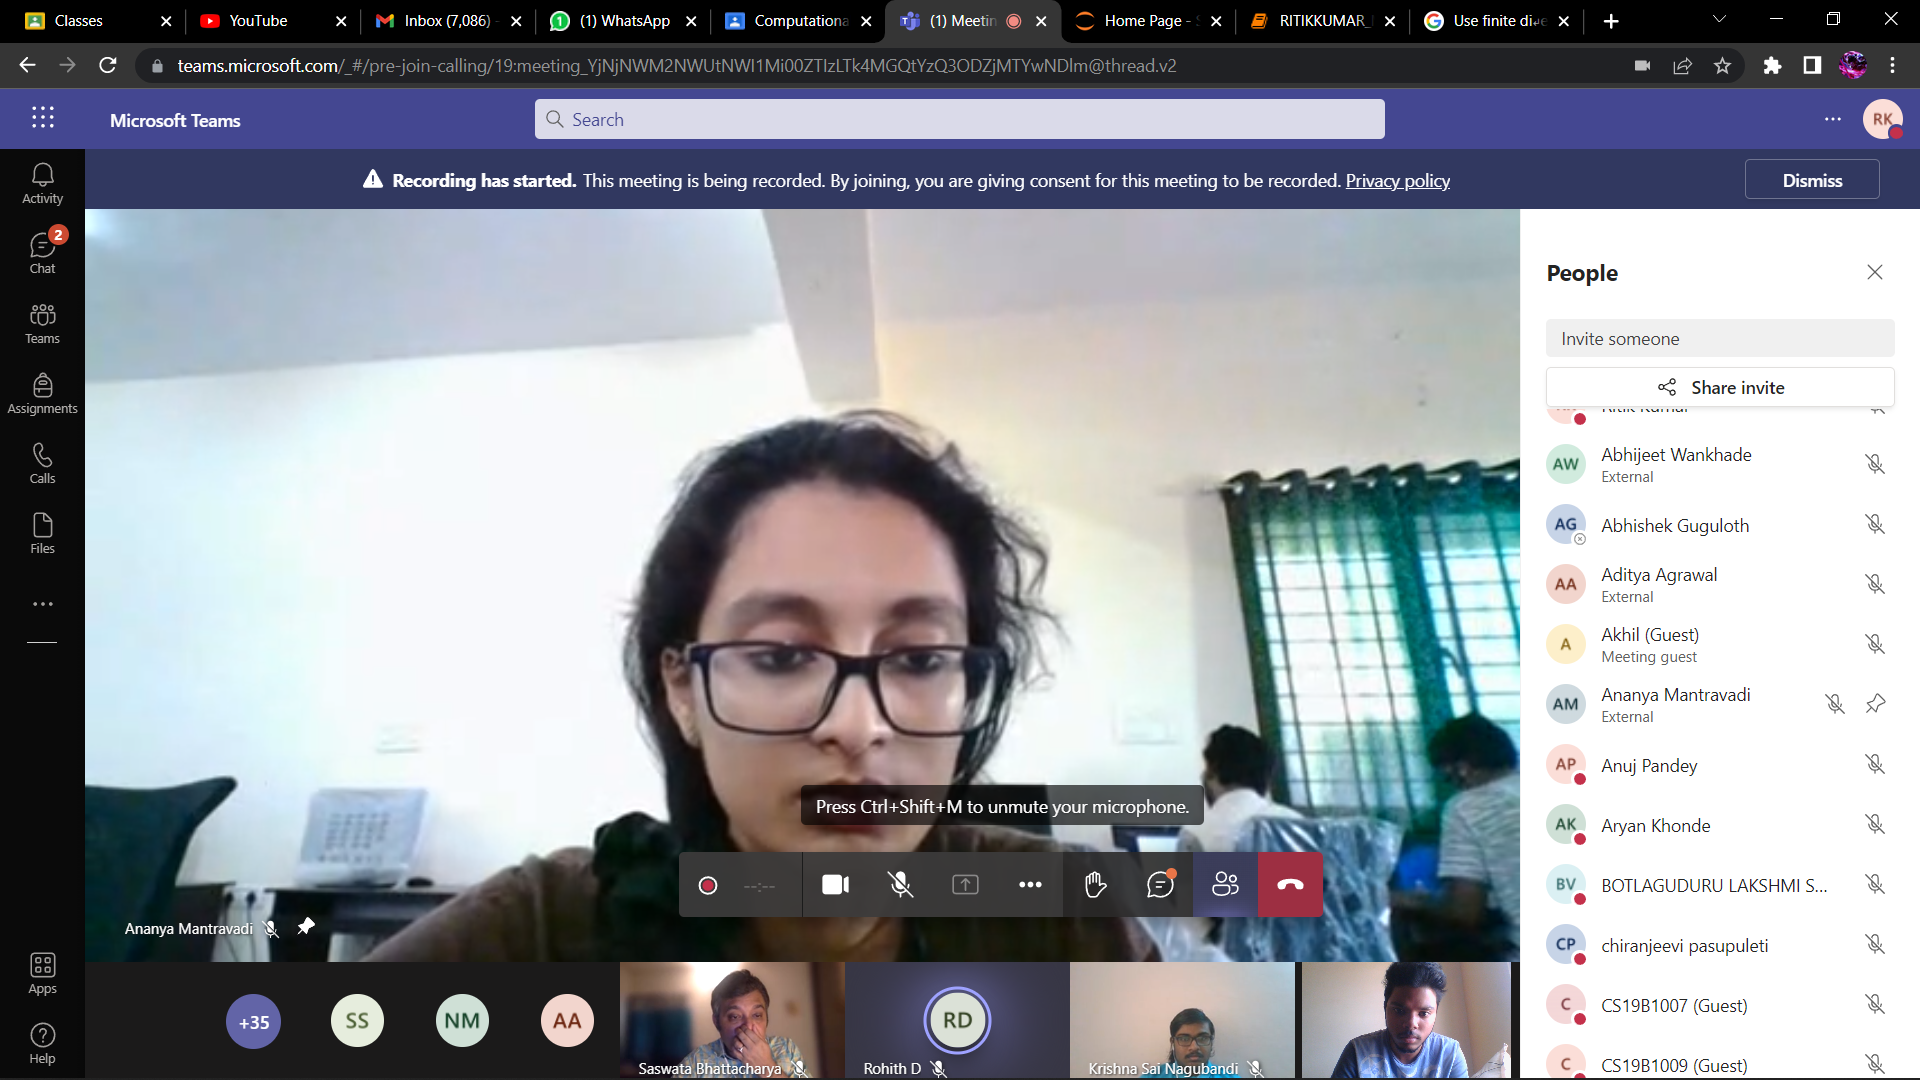 Classes
YouTube
Inbox (7,086) -
(1) WhatsApp
Computationa
(1) Meetin
Home Page - S
RITIKKUMAR_
Use finite di
teams.microsoft.com/_#/pre-join-calling/19:meeting_YjNjNWM2NWUtNWI1Mi00ZTIzLTk4MGQtYzQ3ODZjMTYwNDlm@thread.v2
Microsoft Teams
Search
RK
Recording has started. This meeting is being recorded. By joining, you are giving consent for this meeting to be recorded. Privacy policy
Dismiss
Activity
2
Chat
Teams
Assignments
Calls
Files
Apps
Help
Press Ctrl+Shift+M to unmute your microphone.
--:--
Ananya Mantravadi
+35
SS
NM
AA
Saswata Bhattacharya
RD
Rohith D
Krishna Sai Nagubandi
People
Invite someone
Share invite
Ritik Kumar
AW
Abhijeet Wankhade
External
AG
Abhishek Guguloth
AA
Aditya Agrawal
External
A
Akhil (Guest)
Meeting guest
AM
Ananya Mantravadi
External
AP
Anuj Pandey
AK
Aryan Khonde
BV
BOTLAGUDURU LAKSHMI S...
CP
chiranjeevi pasupuleti
C
CS19B1007 (Guest)
C
CS19B1009 (Guest)